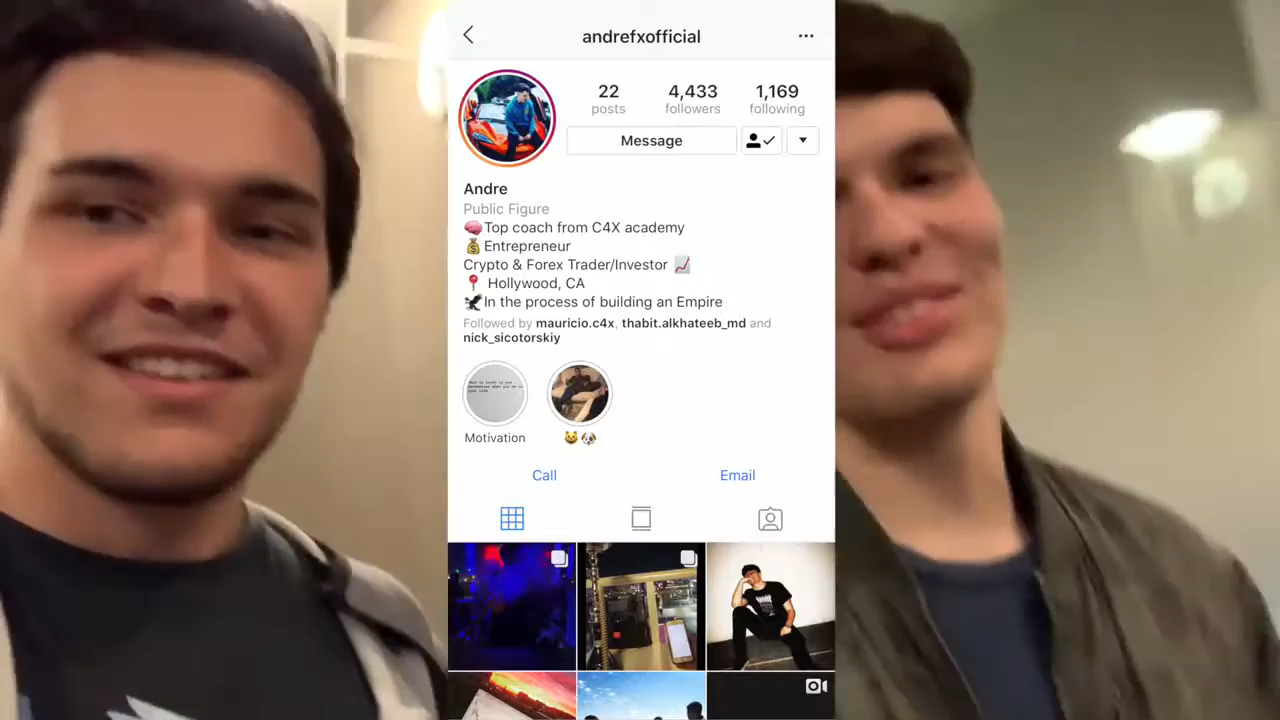 andrefxofficial
22 4,433 1,169
posts followers following
Message
Andre
Public Figure
🧠Top coach from C4X academy
💰Entrepreneur
Crypto & Forex Trader/Investor 📈
📍 Hollywood, CA
🦅In the process of building an Empire
Followed by mauricio.c4x, thabit.alkhateeb_md and
nick_sicotorskiy
Motivation 😺🐶
Call Email